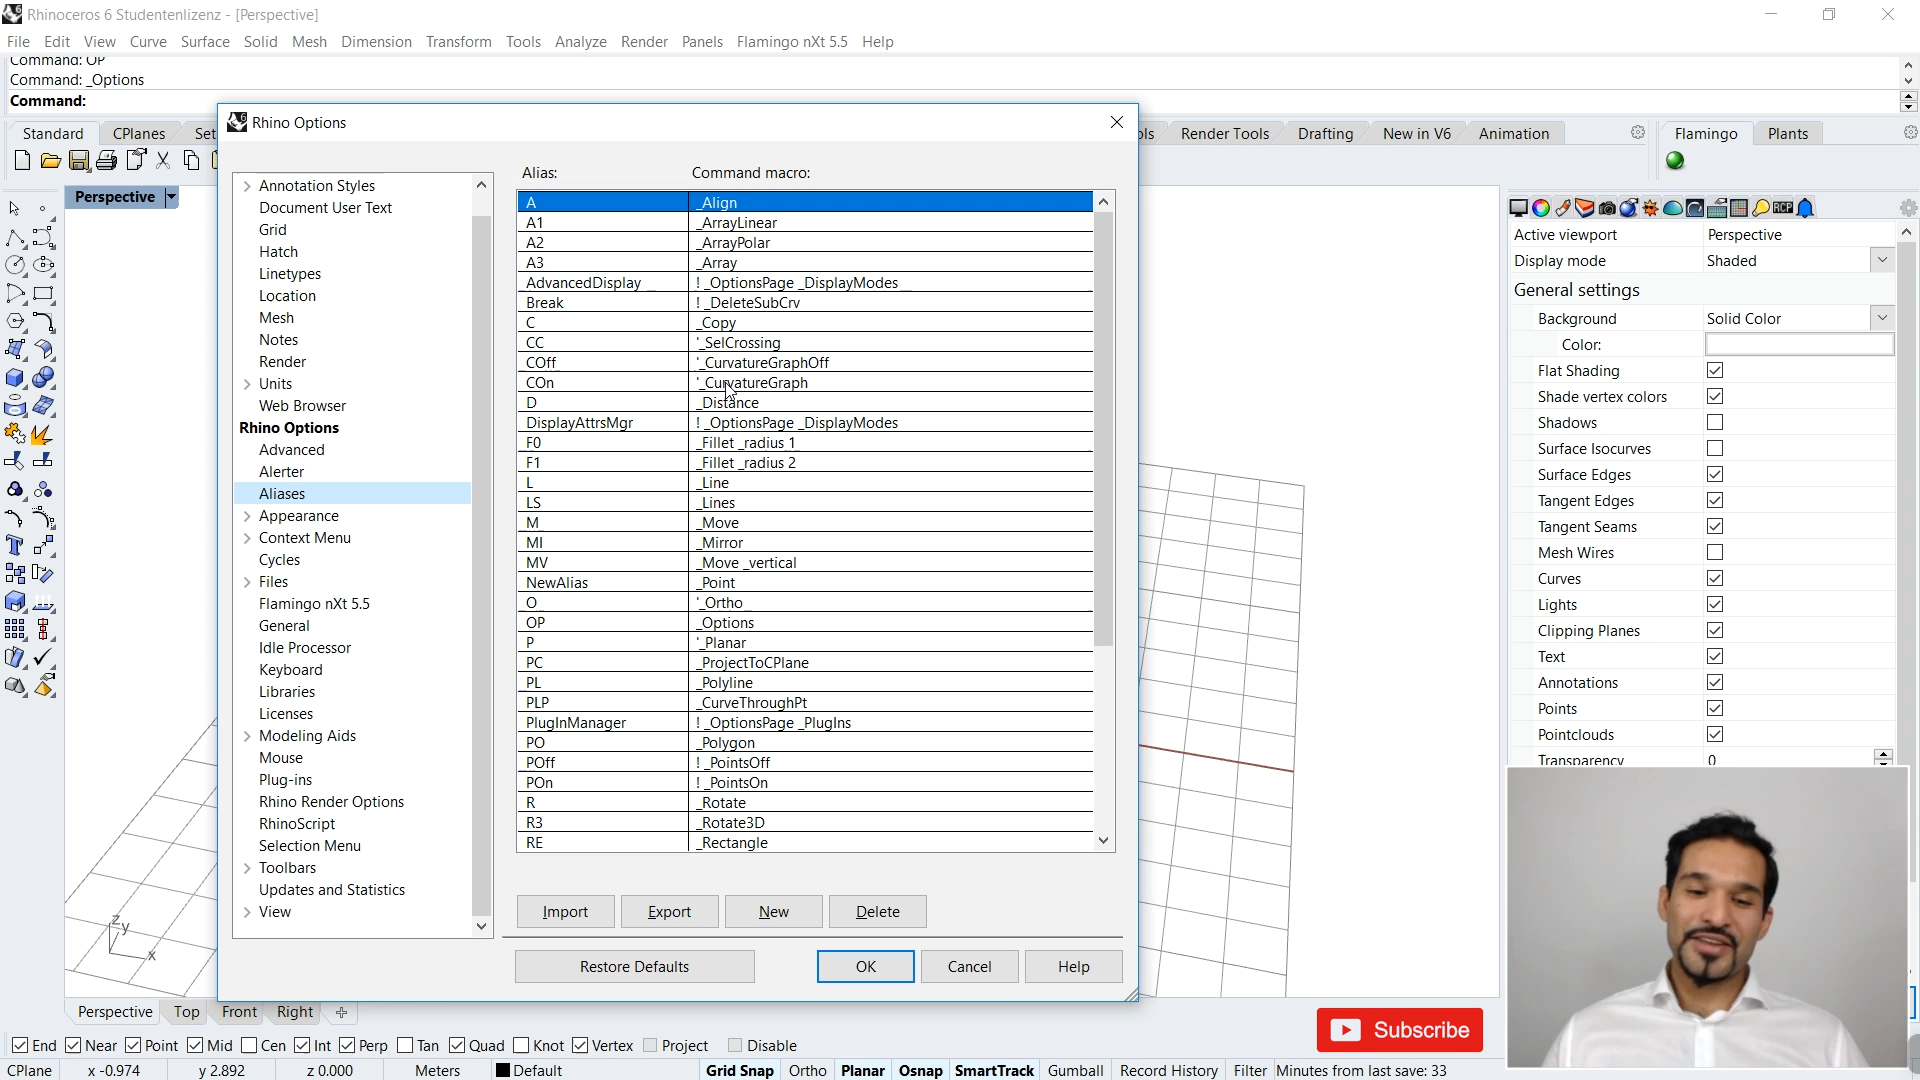 Rhinoceros 6 Studentenlizenz - [Perspective]
File Edit View Curve Surface Solid Mesh Dimension Transform Tools Analyze Render Panels Flamingo nXt 5.5 Help
Command: OP
Command: _Options
Command:
Standard CPlanes Set
Render Tools Drafting New in V6 Animation
Flamingo Plants
Perspective
Rhino Options
Annotation Styles
Document User Text
Grid
Hatch
Linetypes
Location
Mesh
Notes
Render
Units
Web Browser
Rhino Options
Advanced
Alerter
Aliases
Appearance
Context Menu
Cycles
Files
Flamingo nXt 5.5
General
Idle Processor
Keyboard
Libraries
Licenses
Modeling Aids
Mouse
Plug-ins
Rhino Render Options
RhinoScript
Selection Menu
Toolbars
Updates and Statistics
View
Alias: Command macro:
A _Align
A1 _ArrayLinear
A2 _ArrayPolar
A3 _Array
AdvancedDisplay ! _OptionsPage _DisplayModes
Break ! _DeleteSubCrv
C _Copy
CC '_SelCrossing
COff '_CurvatureGraphOff
COn '_CurvatureGraph
D _Distance
DisplayAttrsMgr ! _OptionsPage _DisplayModes
F0 _Fillet _radius 1
F1 _Fillet _radius 2
L _Line
LS _Lines
M _Move
MI _Mirror
MV _Move _vertical
NewAlias _Point
O '_Ortho
OP _Options
P '_Planar
PC _ProjectToCPlane
PL _Polyline
PLP _CurveThroughPt
PlugInManager ! _OptionsPage _PlugIns
PO _Polygon
POff ! _PointsOff
POn ! _PointsOn
R _Rotate
R3 _Rotate3D
RE _Rectangle
Import Export New Delete
Restore Defaults OK Cancel Help
RCP
Active viewport Perspective
Display mode Shaded
General settings
Background Solid Color
Color:
Flat Shading
Shade vertex colors
Shadows
Surface Isocurves
Surface Edges
Tangent Edges
Tangent Seams
Mesh Wires
Curves
Lights
Clipping Planes
Text
Annotations
Points
Pointclouds
Transparency 0
z
y
x
Perspective Top Front Right
Subscribe
End Near Point Mid Cen Int Perp Tan Quad Knot Vertex Project Disable
CPlane x -0.974 y 2.892 z 0.000 Meters Default Grid Snap Ortho Planar Osnap SmartTrack Gumball Record History Filter Minutes from last save: 33